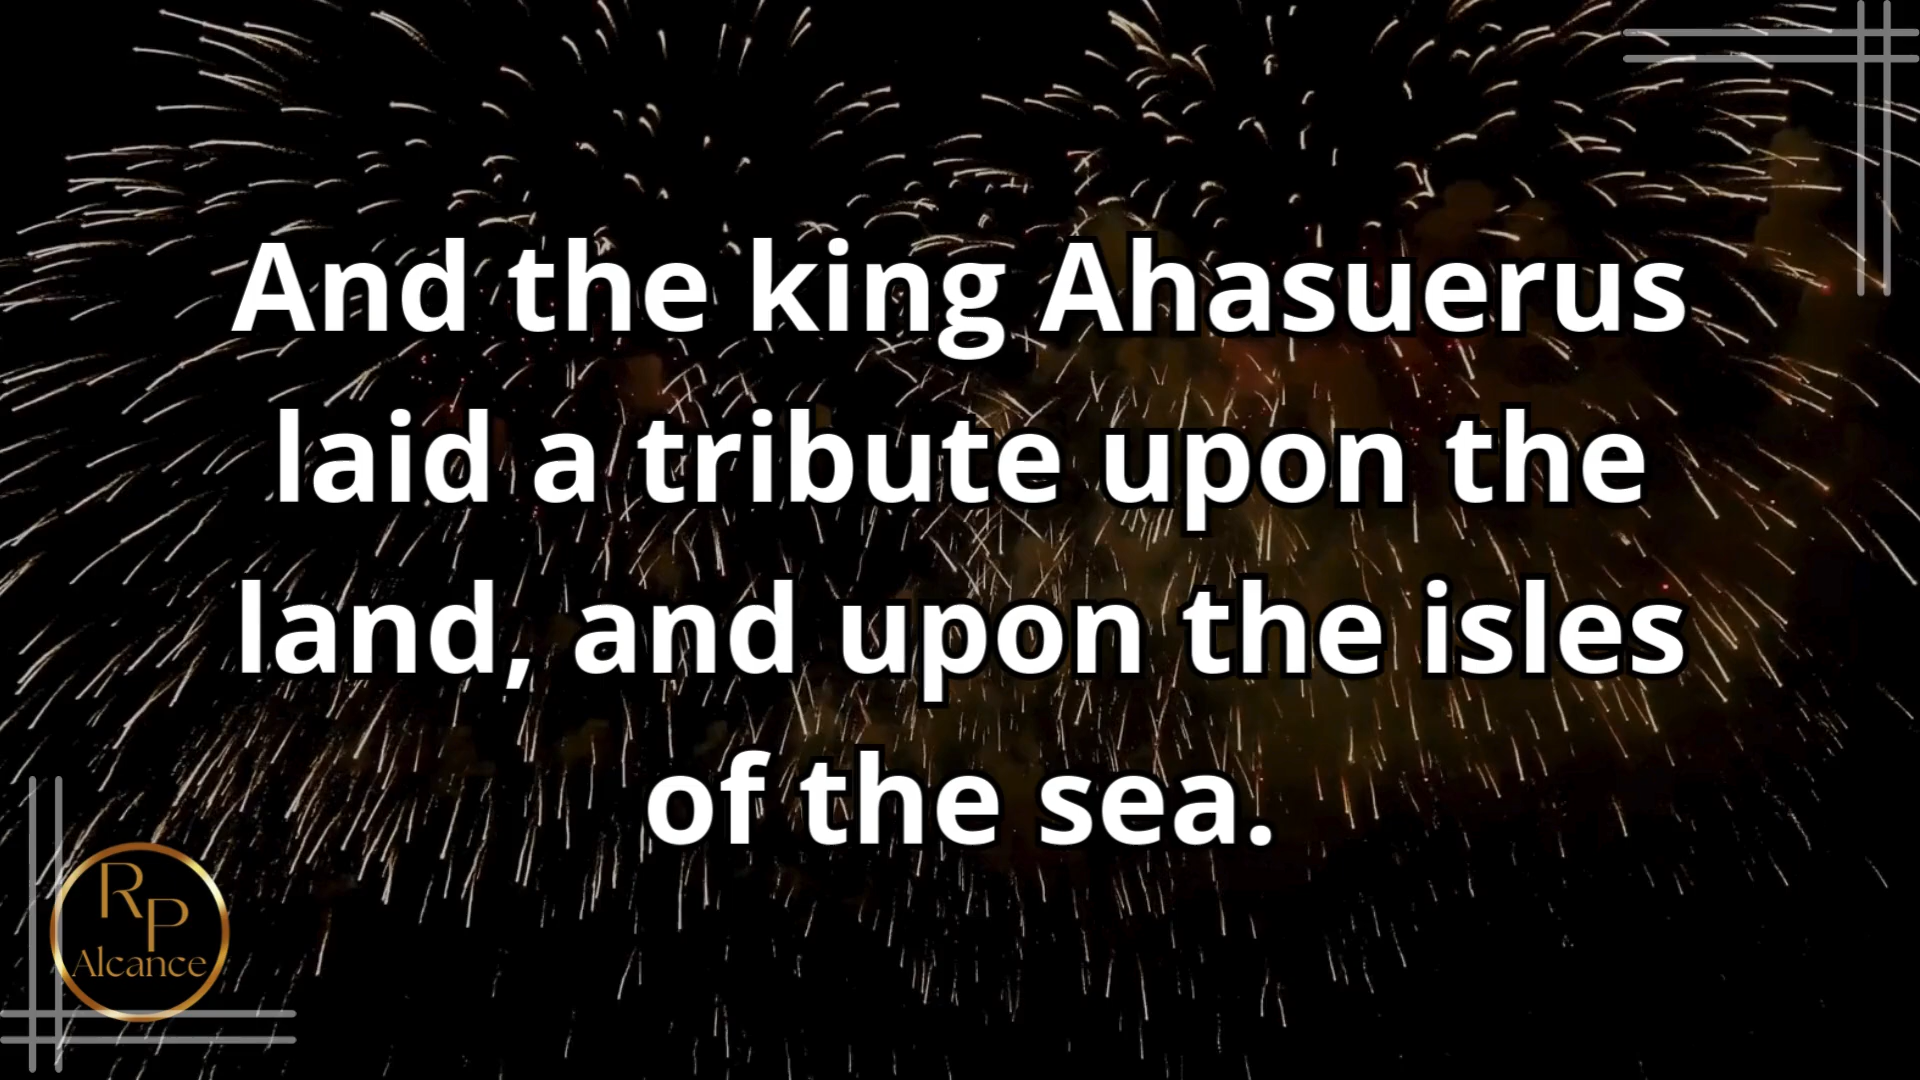 And the king Ahasuerus
laid a tribute upon the
land, and upon the isles
of the sea.
RP
Alcance